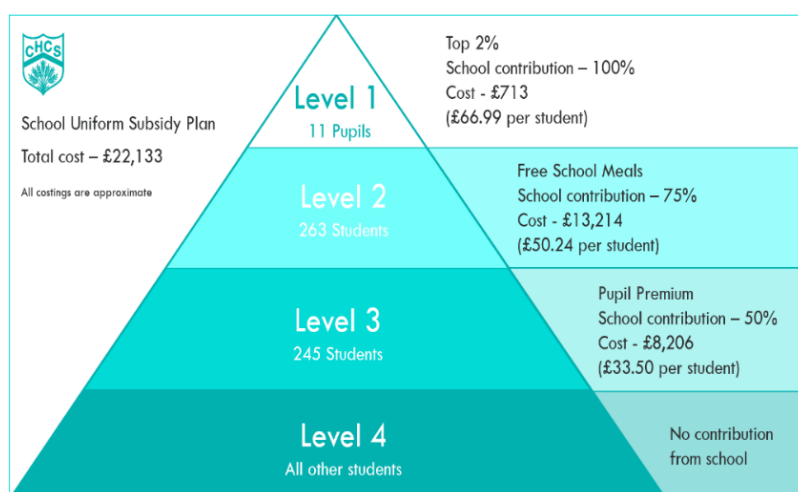 CHCS
School Uniform Subsidy Plan
Total cost – £22,133
All costings are approximate
Level 1
11 Pupils
Top 2%
School contribution – 100%
Cost - £713
(£66.99 per student)
Level 2
263 Students
Free School Meals
School contribution – 75%
Cost - £13,214
(£50.24 per student)
Level 3
245 Students
Pupil Premium
School contribution – 50%
Cost - £8,206
(£33.50 per student)
Level 4
All other students
No contribution
from school